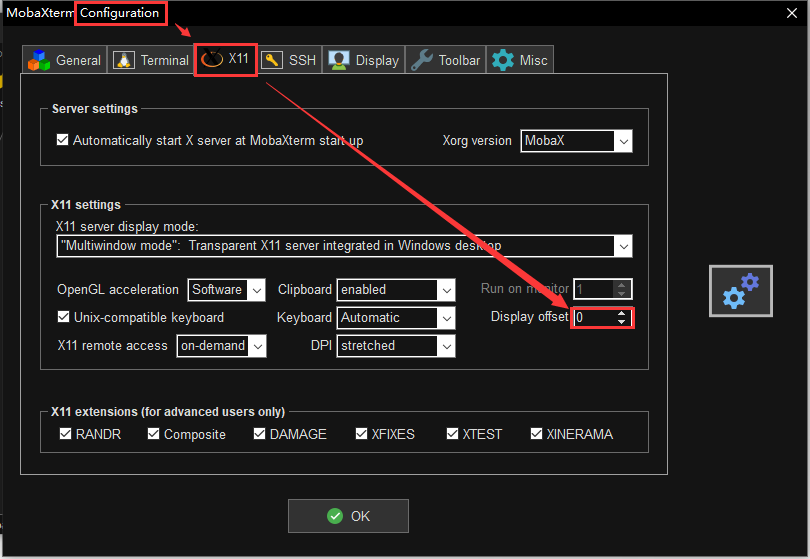 MobaXterm Configuration
General Terminal X11 SSH Display Toolbar Misc
Server settings
Automatically start X server at MobaXterm start up Xorg version MobaX
X11 settings
X11 server display mode:
"Multiwindow mode": Transparent X11 server integrated in Windows desktop
OpenGL acceleration Software Clipboard enabled Run on monitor 1
Unix-compatible keyboard Keyboard Automatic Display offset 0
X11 remote access on-demand DPI stretched
X11 extensions (for advanced users only)
RANDR Composite DAMAGE XFIXES XTEST XINERAMA
OK